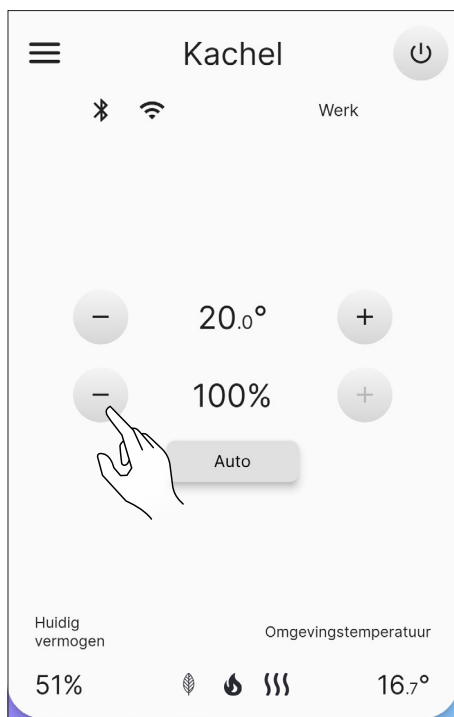 Kachel
Werk
− 20.0° +
− 100% +
Auto
Huidig
vermogen
Omgevingstemperatuur
51%
16.7°